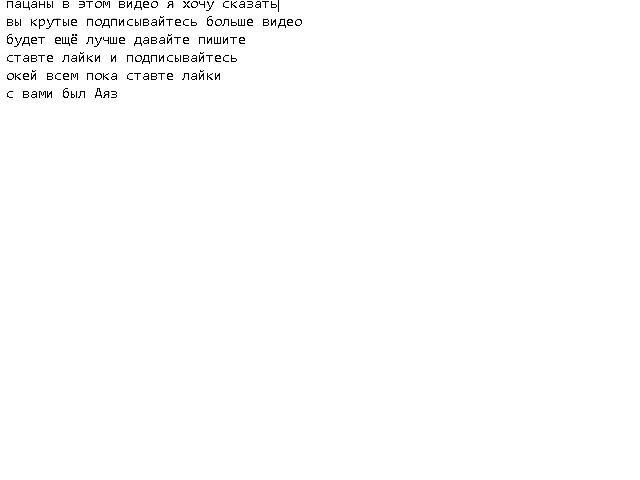 пацаны в этом видео я хочу сказать
вы крутые подписывайтесь больше видео
будет ещё лучше давайте пишите
ставте лайки и подписывайтесь
окей всем пока ставте лайки
с вами был Аяз